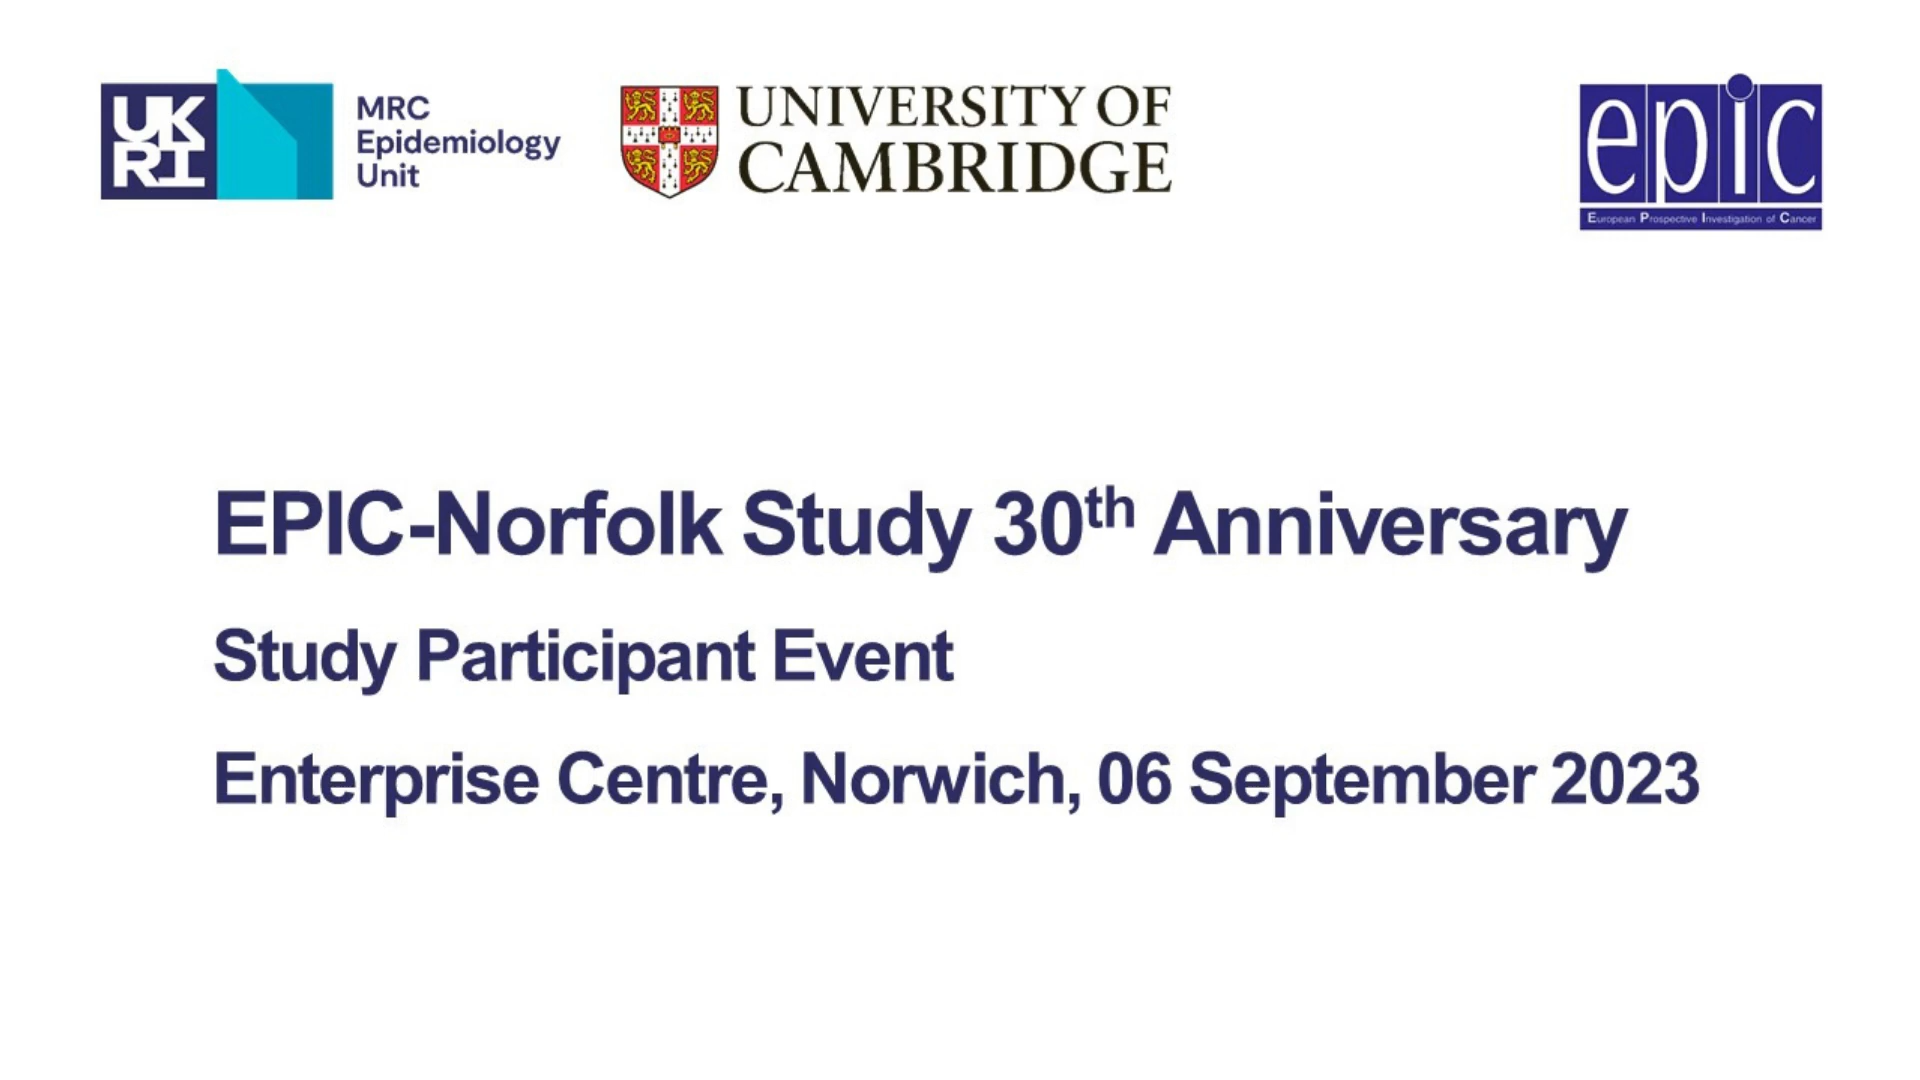 UK
RI
MRC
Epidemiology
Unit
UNIVERSITY OF
CAMBRIDGE
epic
European Prospective Investigation of Cancer
EPIC-Norfolk Study 30th Anniversary
Study Participant Event
Enterprise Centre, Norwich, 06 September 2023